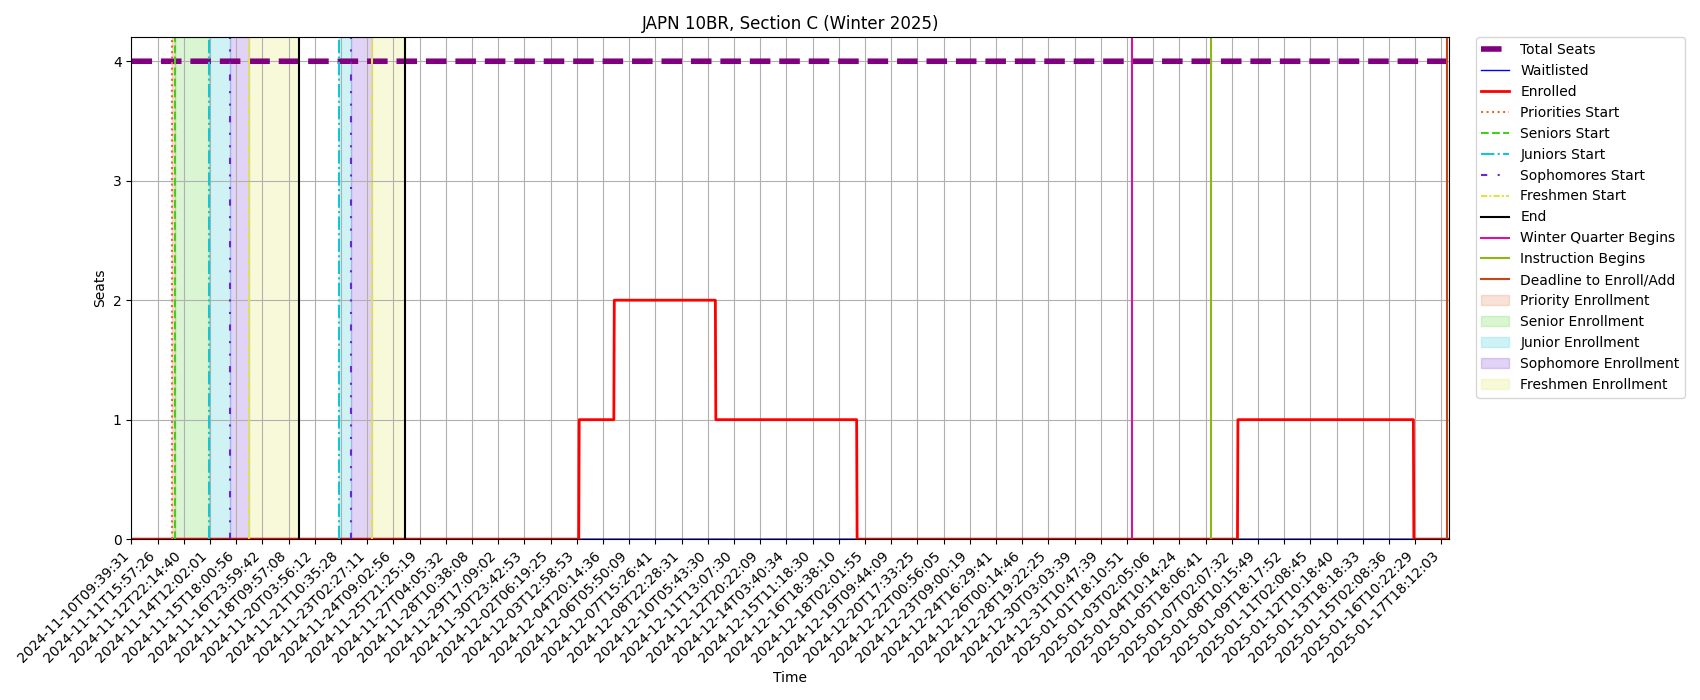 JAPN 10BR, Section C (Winter 2025)
Seats
4
3
2
1
0
2024-11-10T09:39:31
2024-11-11T15:57:26
2024-11-12T22:14:40
2024-11-14T12:02:01
2024-11-15T18:00:56
2024-11-16T23:59:42
2024-11-18T09:57:08
2024-11-20T03:56:12
2024-11-21T10:35:28
2024-11-23T02:27:11
2024-11-24T09:02:56
2024-11-25T21:25:19
2024-11-27T04:05:32
2024-11-28T10:38:08
2024-11-29T17:09:02
2024-11-30T23:42:53
2024-12-02T06:19:25
2024-12-03T12:58:53
2024-12-04T20:14:36
2024-12-06T05:50:09
2024-12-07T15:26:41
2024-12-08T22:28:31
2024-12-10T05:43:30
2024-12-11T13:07:30
2024-12-12T20:22:09
2024-12-14T03:40:34
2024-12-15T11:18:30
2024-12-16T18:38:10
2024-12-18T02:01:55
2024-12-19T09:44:09
2024-12-20T17:33:25
2024-12-22T00:56:05
2024-12-23T09:00:19
2024-12-24T16:29:41
2024-12-26T00:14:46
2024-12-28T19:22:25
2024-12-30T03:03:39
2024-12-31T10:47:39
2025-01-01T18:10:51
2025-01-03T02:05:06
2025-01-04T10:14:24
2025-01-05T18:06:41
2025-01-07T02:07:32
2025-01-08T10:15:49
2025-01-09T18:17:52
2025-01-11T02:08:45
2025-01-12T10:18:40
2025-01-13T18:18:33
2025-01-15T02:08:36
2025-01-16T10:22:29
2025-01-17T18:12:03
Time
Total Seats
Waitlisted
Enrolled
Priorities Start
Seniors Start
Juniors Start
Sophomores Start
Freshmen Start
End
Winter Quarter Begins
Instruction Begins
Deadline to Enroll/Add
Priority Enrollment
Senior Enrollment
Junior Enrollment
Sophomore Enrollment
Freshmen Enrollment